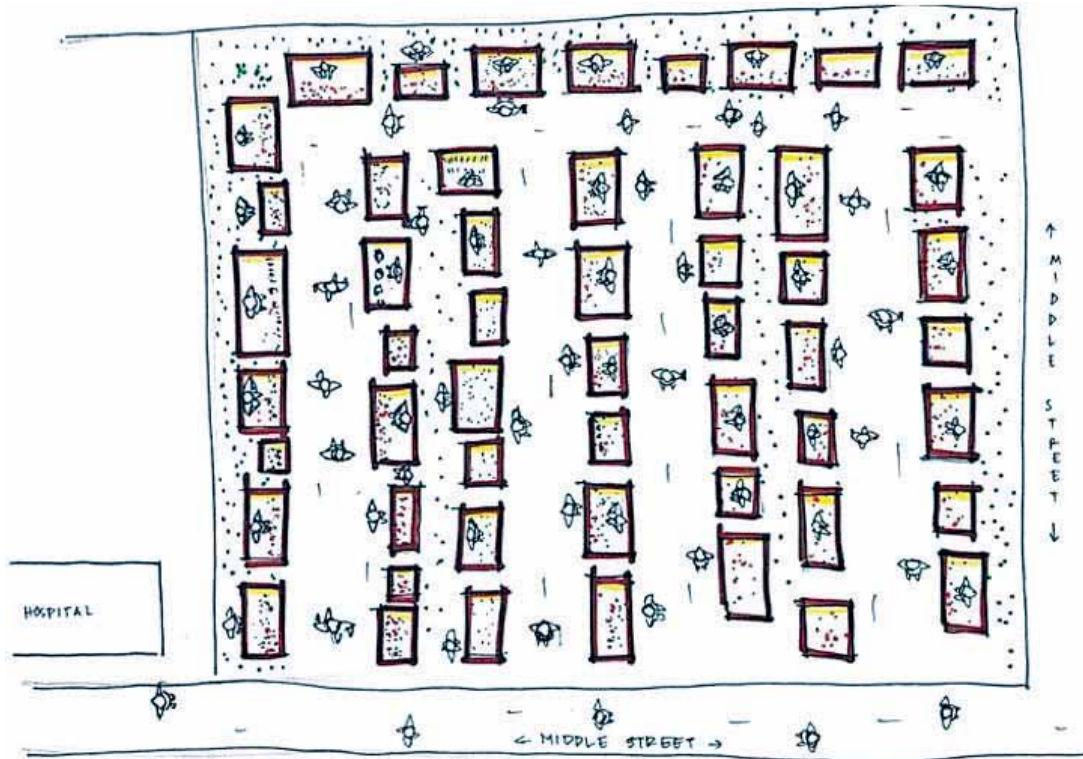 ↑ MIDDLE STREET ↓
HOSPITAL
← MIDDLE STREET →